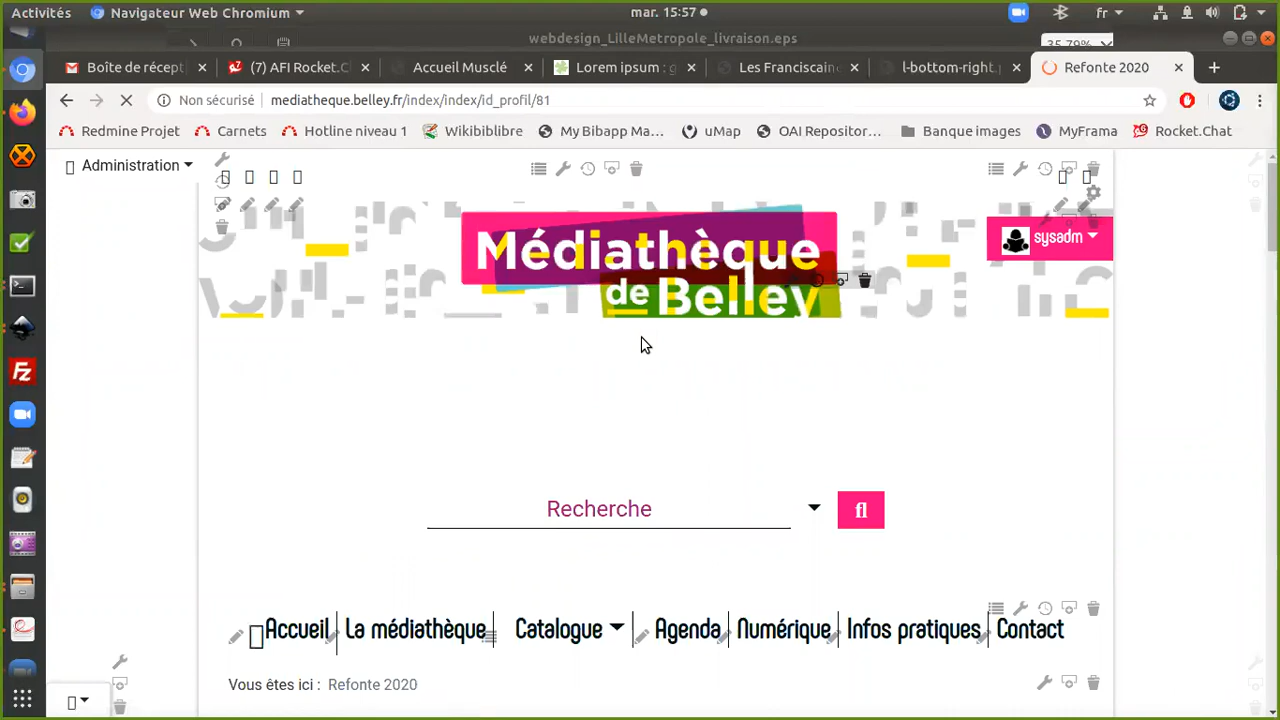 Activités Navigateur Web Chromium mar. 15:57 fr
webdesign_LilleMetropole_livraison.eps 35,79%
Boîte de récept (7) AFI Rocket.C Accueil Musclé Lorem ipsum : g Les Franciscain l-bottom-right. Refonte 2020
Non sécurisé mediatheque.belley.fr/index/index/id_profil/81
Redmine Projet Carnets Hotline niveau 1 Wikibiblibre My Bibapp Ma... uMap OAI Repositor... Banque images MyFrama Rocket.Chat
Administration
Médiathèque
de Belley
sysadm
Recherche
fl
Accueil La médiathèque Catalogue Agenda Numérique Infos pratiques Contact
Vous êtes ici : Refonte 2020